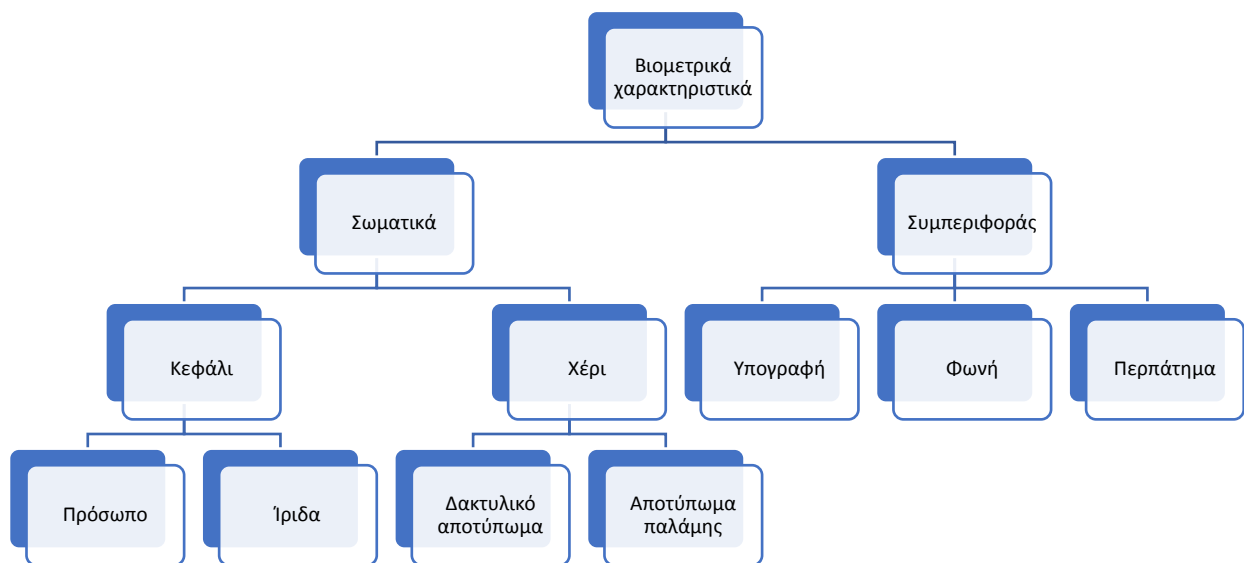 Βιομετρικά
χαρακτηριστικά
Σωματικά
Συμπεριφοράς
Κεφάλι
Χέρι
Υπογραφή
Φωνή
Περπάτημα
Πρόσωπο
Ίριδα
Δακτυλικό
αποτύπωμα
Αποτύπωμα
παλάμης